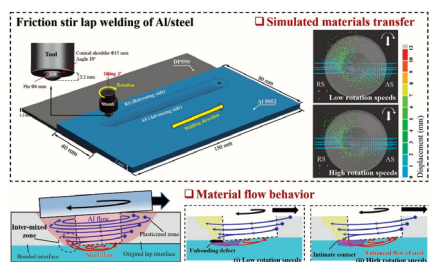 Friction stir lap welding of Al/steel
Simulated materials transfer
Tool
Conical shoulder Φ15 mm
Angle 10°
2.2 mm
Pin Φ6 mm
Tilting 3°
Rotation
Shank
DP590
RS (Retreating side)
AS (Advancing side)
Welding direction
Al 5052
80 mm
40 mm
150 mm
RS
AS
Low rotation speeds
RS
AS
High rotation speeds
Displacement (mm)
Material flow behavior
Al flow
Inter-mixed
zone
Plasticized zone
Bonded interface
Steel flow
Original lap interface
Unbonding defect
(i) Low rotation speeds
Intimate contact
Enhanced flow of steel
(ii) High rotation speeds